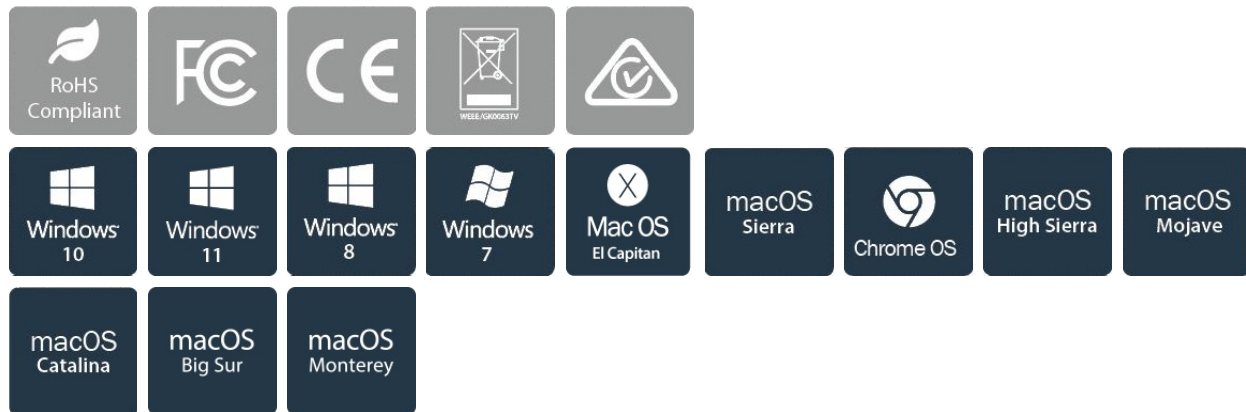 RoHS
Compliant
FC
CE
WEEE/GK0083TV
Windows
10
Windows
11
Windows
8
Windows
7
X
Mac OS
El Capitan
macOS
Sierra
Chrome OS
macOS
High Sierra
macOS
Mojave
macOS
Catalina
macOS
Big Sur
macOS
Monterey